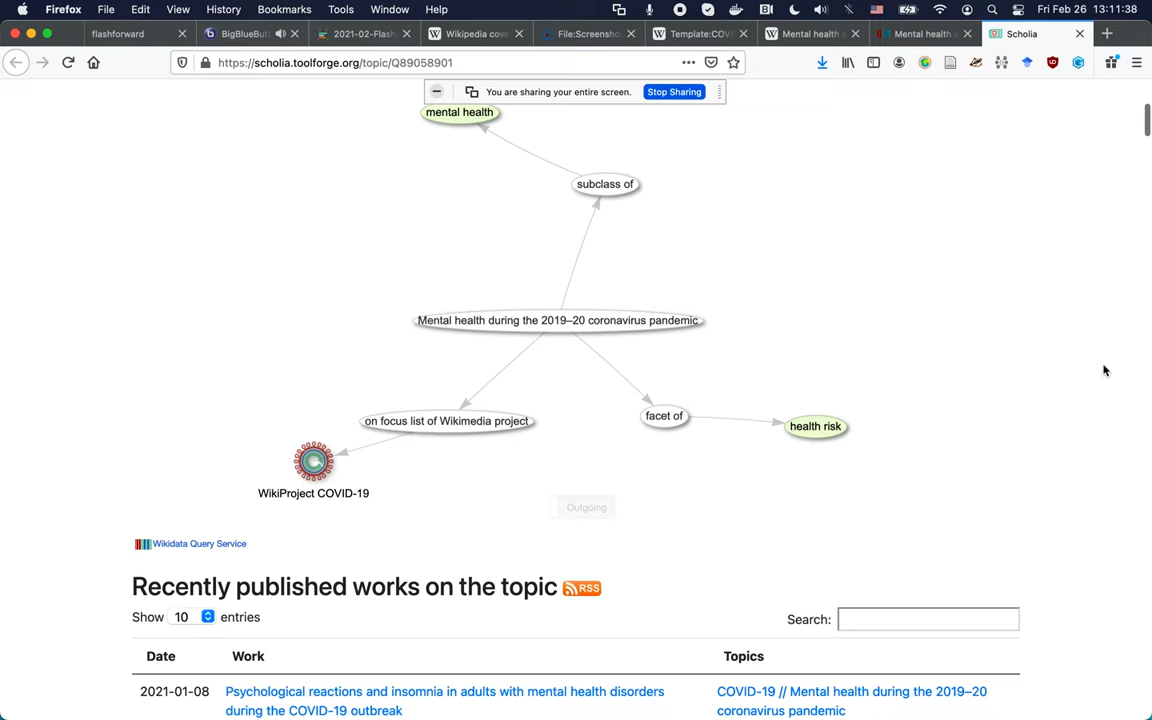 Firefox File Edit View History Bookmarks Tools Window Help Fri Feb 26 13:11:38
flashforward BigBlueBut 2021-02-Flash Wikipedia cov File:Screensho Template:COVI Mental health Mental health c Scholia
https://scholia.toolforge.org/topic/Q89058901
You are sharing your entire screen. Stop Sharing
mental health
subclass of
Mental health during the 2019–20 coronavirus pandemic
on focus list of Wikimedia project
facet of
health risk
WikiProject COVID-19
Outgoing
Wikidata Query Service
Recently published works on the topic RSS
Show 10 entries
Search:
Date Work Topics
2021-01-08 Psychological reactions and insomnia in adults with mental health disorders COVID-19 // Mental health during the 2019–20
during the COVID-19 outbreak coronavirus pandemic